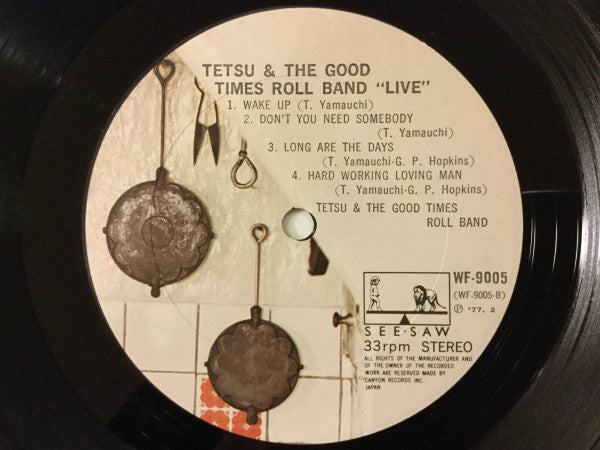 TETSU & THE GOOD
TIMES ROLL BAND "LIVE"
1. WAKE UP (T. Yamauchi)
2. DON'T YOU NEED SOMEBODY
(T. Yamauchi)
3. LONG ARE THE DAYS
(T. Yamauchi-G. P. Hopkins)
4. HARD WORKING LOVING MAN
(T. Yamauchi-G. P. Hopkins)
TETSU & THE GOOD TIMES
ROLL BAND
WF-9005
(WF-9005-B)
Ⓟ '77. 2
SEE·SAW
33rpm STEREO
ALL RIGHTS OF THE MANUFACTURER AND
OF THE OWNER OF THE RECORDED
WORK ARE RESERVED MADE BY
CANYON RECORDS INC.
JAPAN